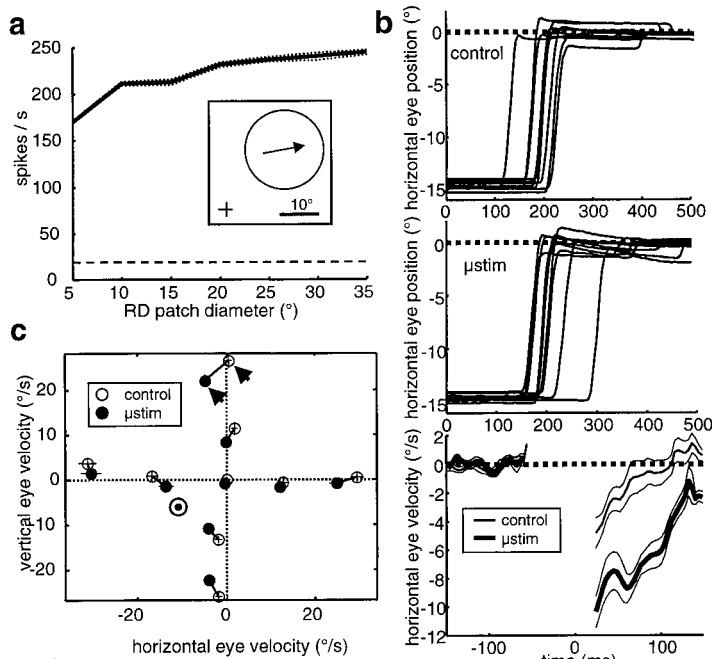 a
250
200
150
100
50
0
spikes / s
5 10 15 20 25 30 35
RD patch diameter (°)
+ 10°
b
horizontal eye position (°)
0
-5
-10
-15
control
0 100 200 300 400 500
horizontal eye position (°)
0
-5
-10
-15
µstim
0 100 200 300 400 500
horizontal eye velocity (°/s)
2
0
-2
-4
-6
-8
-10
-12
control
µstim
-100 0 100
c
control
µstim
vertical eye velocity (°/s)
20
10
0
-10
-20
-20 0 20
horizontal eye velocity (°/s)